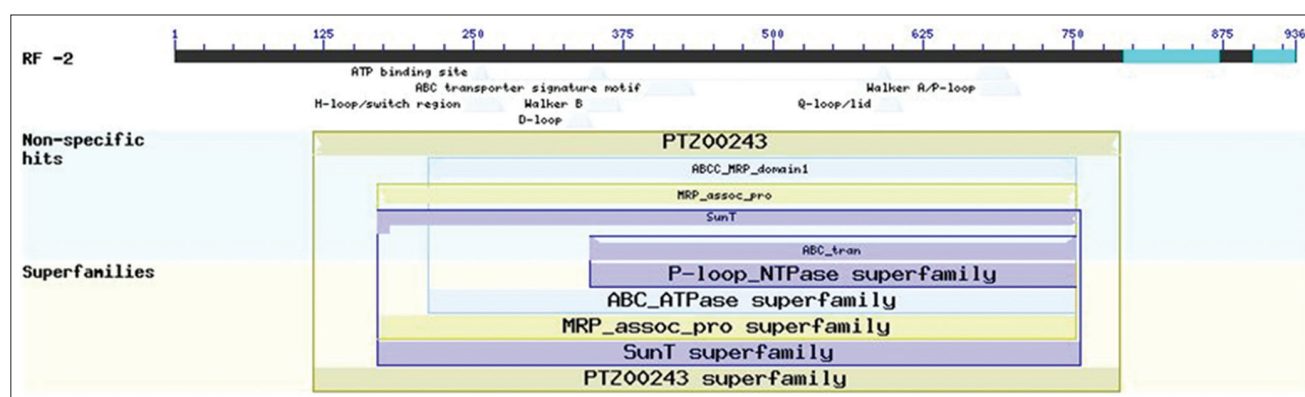 1 125 250 375 500 625 750 875 936
RF -2
ATP binding site
ABC transporter signature motif Walker A/P-loop
H-loop/switch region Walker B Q-loop/lid
D-loop
Non-specific
hits
PTZ00243
ABCC_MRP_domain1
MRP_assoc_pro
SunT
ABC_tran
Superfamilies
P-loop_NTPase superfamily
ABC_ATPase superfamily
MRP_assoc_pro superfamily
SunT superfamily
PTZ00243 superfamily